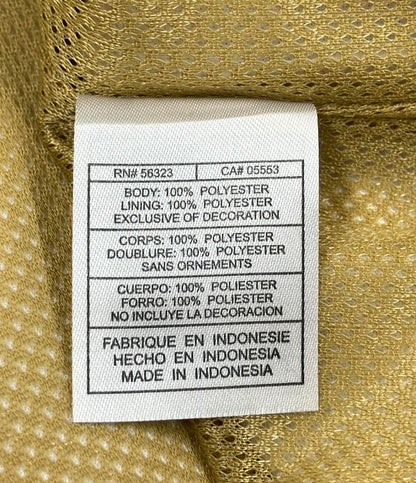 RN# 56323 CA# 05553
BODY: 100% POLYESTER
LINING: 100% POLYESTER
EXCLUSIVE OF DECORATION
CORPS: 100% POLYESTER
DOUBLURE: 100% POLYESTER
SANS ORNEMENTS
CUERPO: 100% POLIESTER
FORRO: 100% POLIESTER
NO INCLUYE LA DECORACION
FABRIQUE EN INDONESIE
HECHO EN INDONESIA
MADE IN INDONESIA